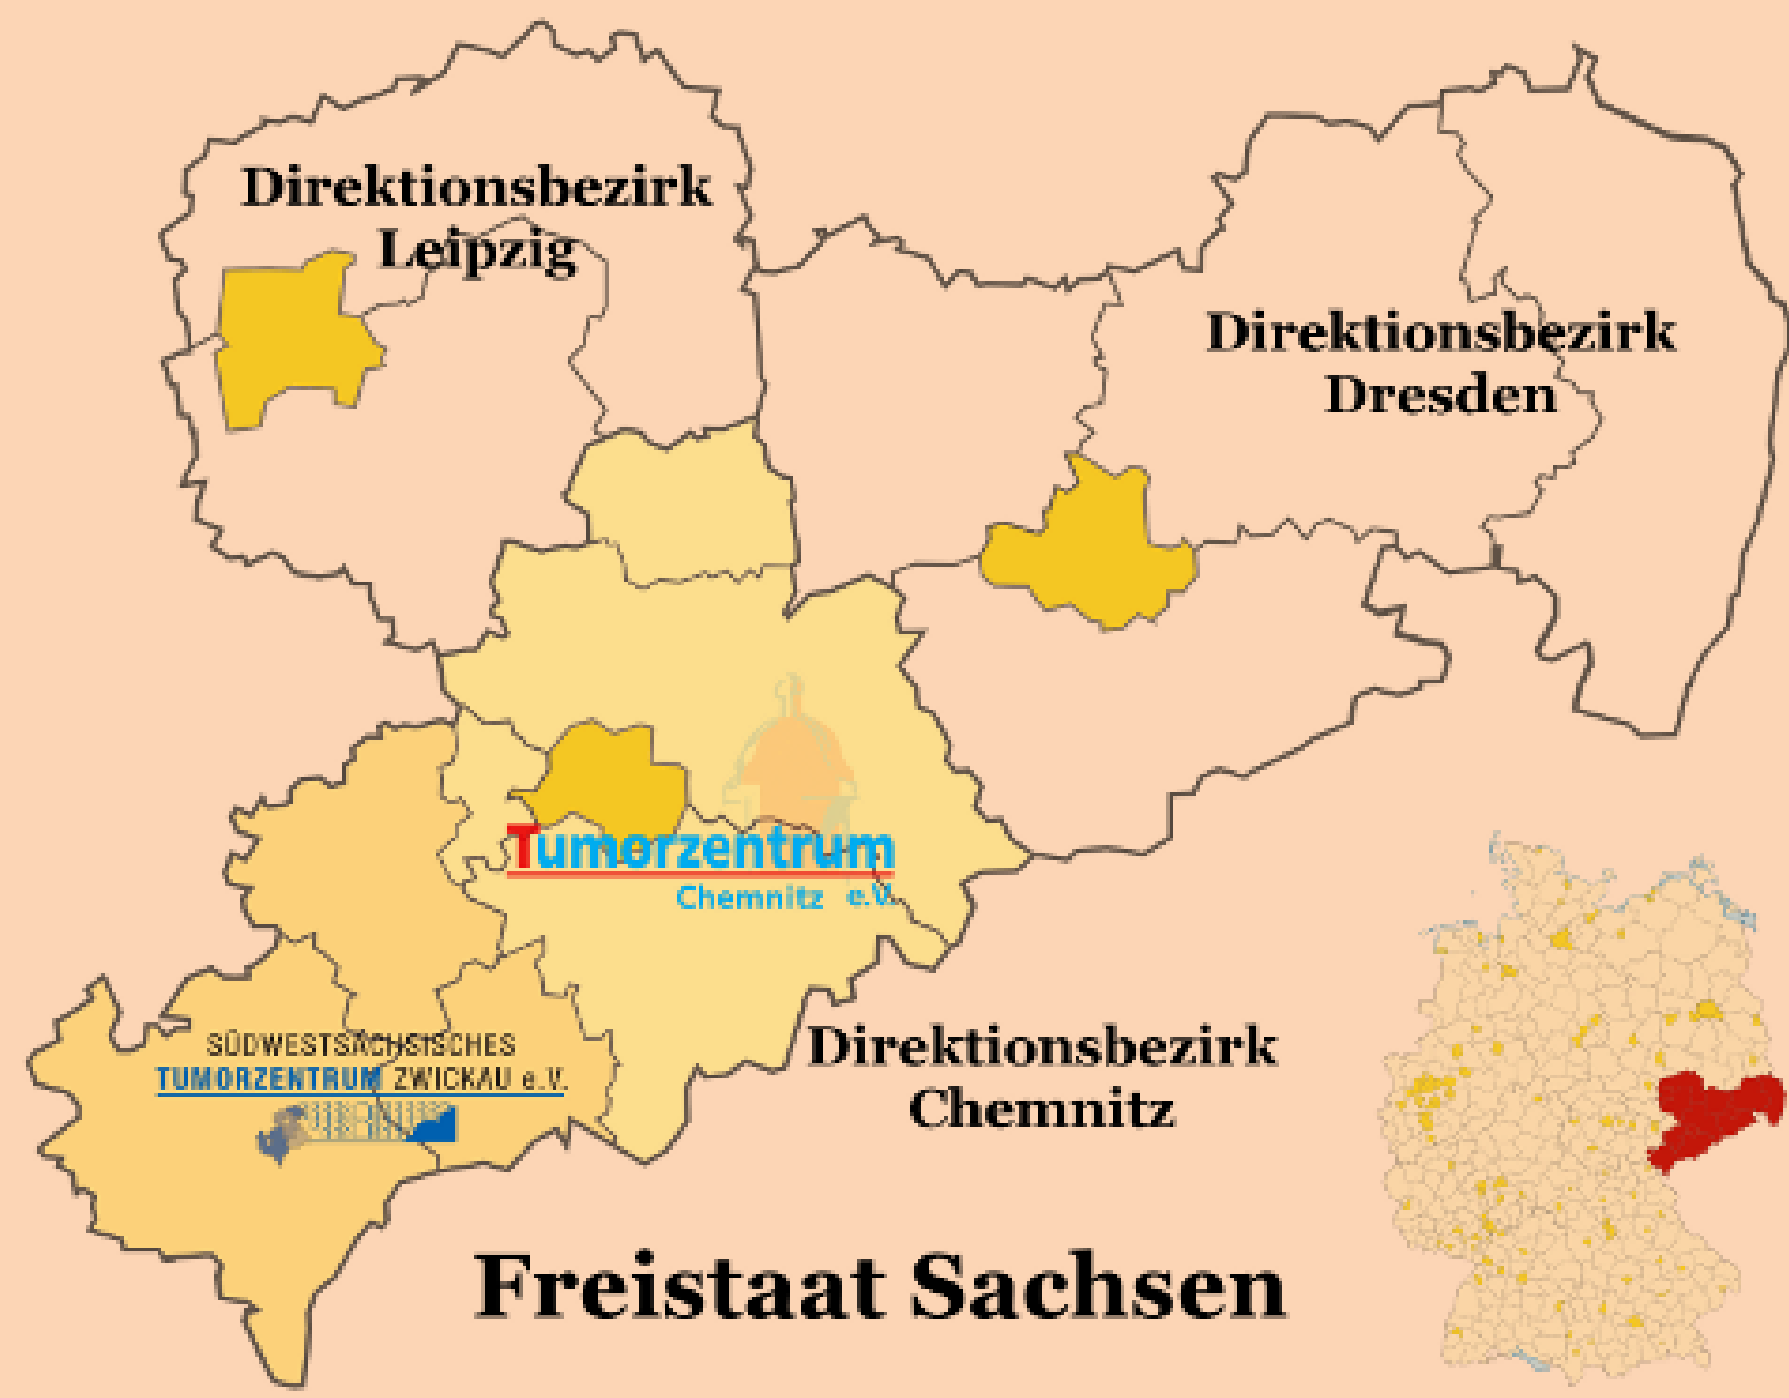 Direktionsbezirk
Leipzig
Direktionsbezirk
Dresden
Tumorzentrum
Chemnitz e.V.
SÜDWESTSÄCHSISCHES
TUMORZENTRUM ZWICKAU e.V.
Direktionsbezirk
Chemnitz
Freistaat Sachsen